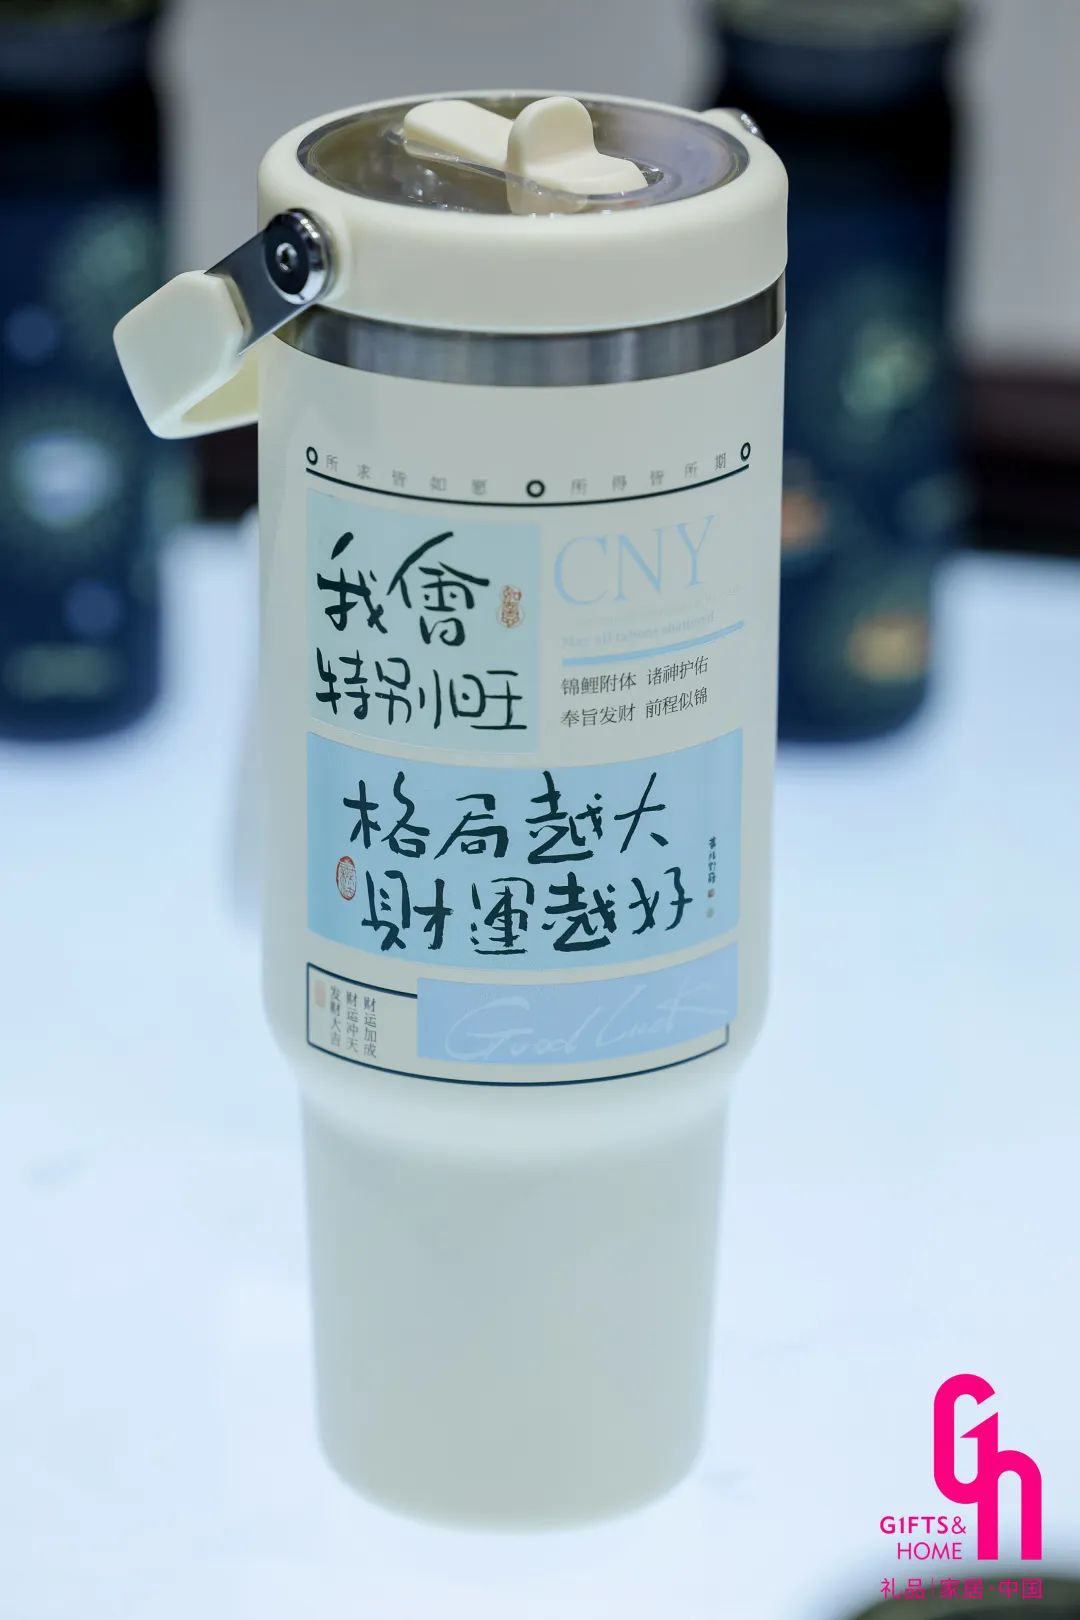 所求皆如愿 所得皆所期
我會
特别旺
CNY
锦鲤附体 诸神护佑
奉旨发财 前程似锦
格局越大
財運越好
财运加成
财运冲天
发财大吉
Good Luck
G1FTS&
HOME
礼品|家居·中国